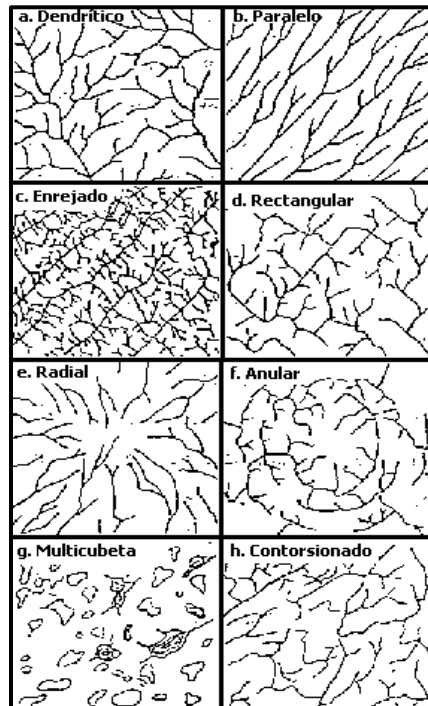 a. Dendrítico
b. Paralelo
c. Enrejado
d. Rectangular
e. Radial
f. Anular
g. Multicubeta
h. Contorsionado